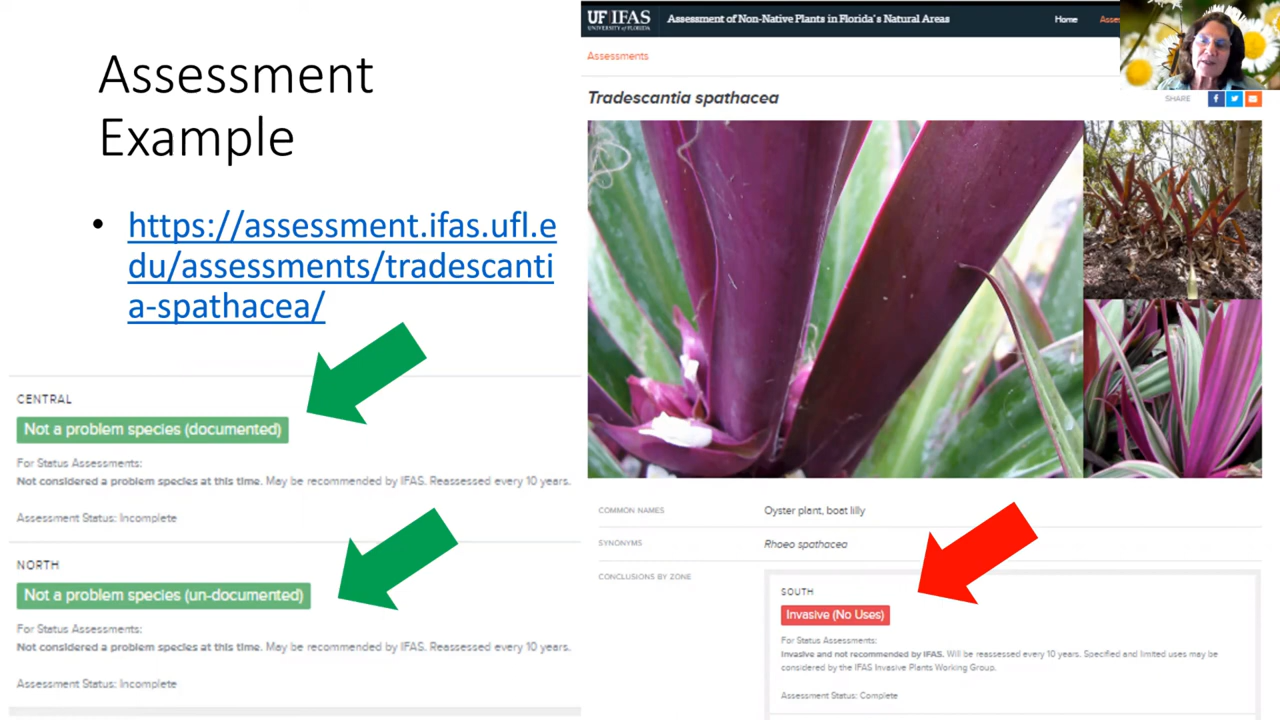 Assessment
Example
• https://assessment.ifas.ufl.e
du/assessments/tradescanti
a-spathacea/
CENTRAL
Not a problem species (documented)
For Status Assessments:
Not considered a problem species at this time. May be recommended by IFAS. Reassessed every 10 years.
Assessment Status: Incomplete
NORTH
Not a problem species (un-documented)
For Status Assessments:
Not considered a problem species at this time. May be recommended by IFAS. Reassessed every 10 years.
Assessment Status: Incomplete
UF IFAS
UNIVERSITY of FLORIDA
Assessment of Non-Native Plants in Florida's Natural Areas
Home
Assessments
Tradescantia spathacea
SHARE
COMMON NAMES
Oyster plant, boat lilly
SYNONYMS
Rhoeo spathacea
CONCLUSIONS BY ZONE
SOUTH
Invasive (No Uses)
For Status Assessments:
Invasive and not recommended by IFAS. Will be reassessed every 10 years. Specified and limited uses may be
considered by the IFAS Invasive Plants Working Group.
Assessment Status: Complete